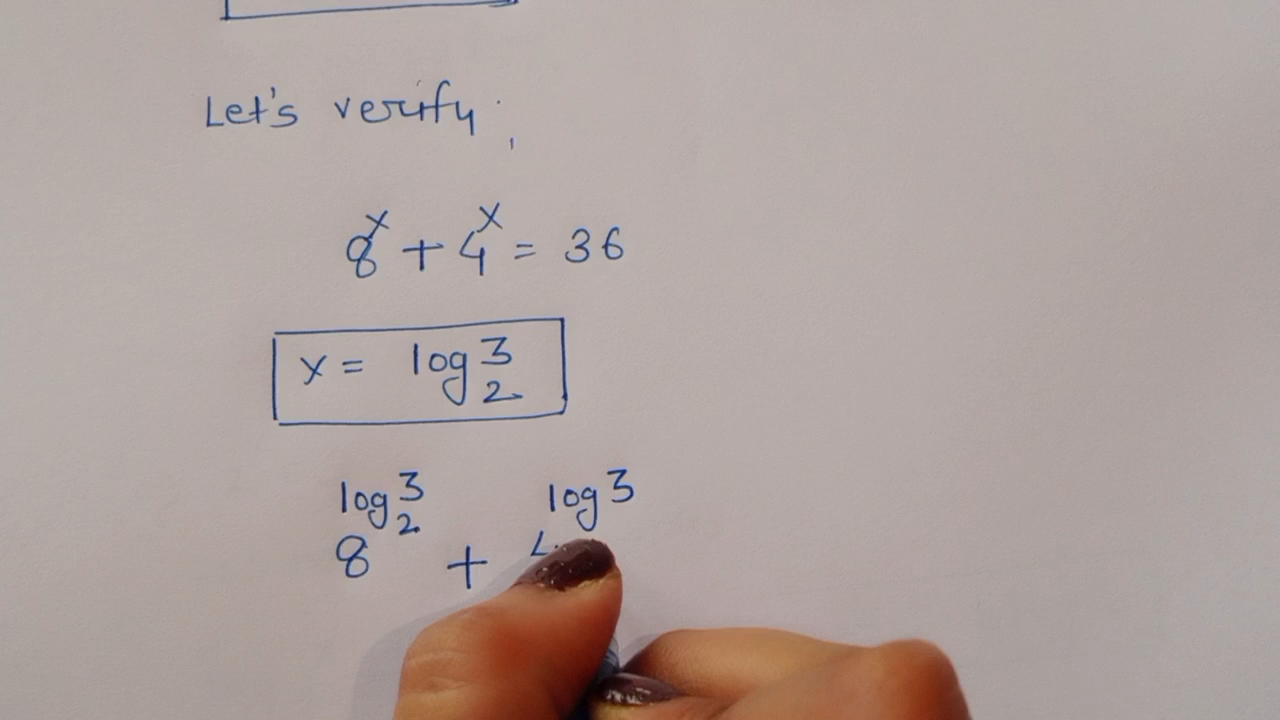 Let's verify;
8^x + 4^x = 36
x = log_2 3
8^{log_2 3} + 4^{log 3}